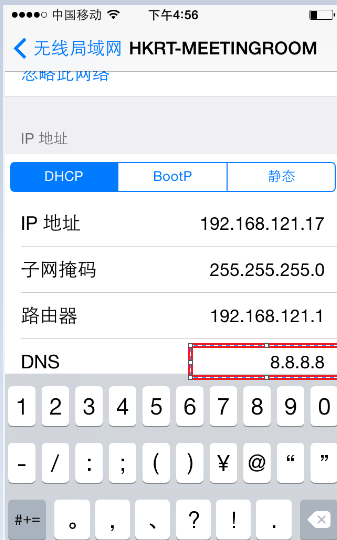 中国移动 下午4:56
无线局域网 HKRT-MEETINGROOM
忽略此网络
IP 地址
DHCP BootP 静态
IP 地址 192.168.121.17
子网掩码 255.255.255.0
路由器 192.168.121.1
DNS 8.8.8.8
1 2 3 4 5 6 7 8 9 0
- / : ; ( ) ¥ @ “ ”
#+= 。 , 、 ? ! .